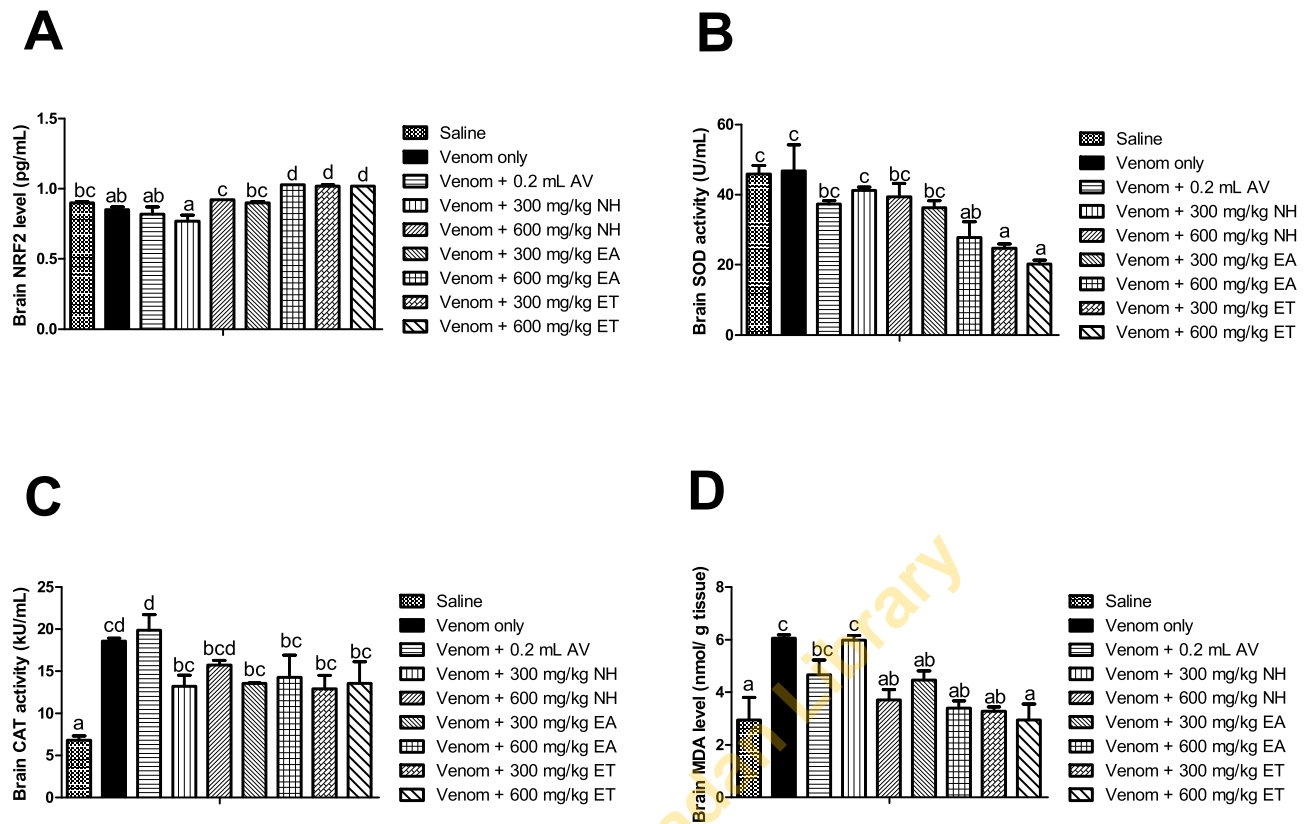 A
Brain NRF2 level (pg/mL)
1.5
1.0
0.5
0.0
bc ab ab a c bc d d d
Saline
Venom only
Venom + 0.2 mL AV
Venom + 300 mg/kg NH
Venom + 600 mg/kg NH
Venom + 300 mg/kg EA
Venom + 600 mg/kg EA
Venom + 300 mg/kg ET
Venom + 600 mg/kg ET
B
Brain SOD activity (UU/mL)
60
40
20
0
c c bc c bc bc ab a a
Saline
Venom only
Venom + 0.2 mL AV
Venom + 300 mg/kg NH
Venom + 600 mg/kg NH
Venom + 300 mg/kg EA
Venom + 600 mg/kg EA
Venom + 300 mg/kg ET
Venom + 600 mg/kg ET
C
Brain CAT activity (kU/mL)
25
20
15
10
5
0
a cd d bc bcd bc bc bc bc
Saline
Venom only
Venom + 0.2 mL AV
Venom + 300 mg/kg NH
Venom + 600 mg/kg NH
Venom + 300 mg/kg EA
Venom + 600 mg/kg EA
Venom + 300 mg/kg ET
Venom + 600 mg/kg ET
D
Brain MDA level (nmol/ g tissue)
8
6
4
2
0
a c bc c ab ab ab ab a
Saline
Venom only
Venom + 0.2 mL AV
Venom + 300 mg/kg NH
Venom + 600 mg/kg NH
Venom + 300 mg/kg EA
Venom + 600 mg/kg EA
Venom + 300 mg/kg ET
Venom + 600 mg/kg ET
Library